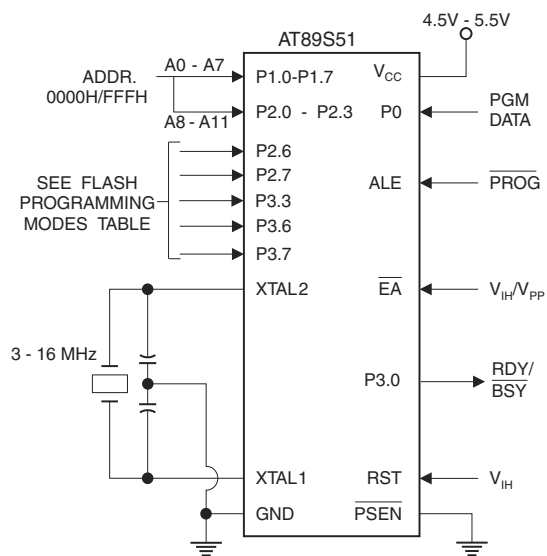 4.5V - 5.5V
AT89S51
A0 - A7
ADDR.
0000H/FFFH
P1.0-P1.7
VCC
A8 - A11
P2.0 - P2.3
P0
PGM
DATA
P2.6
P2.7
ALE
PROG
SEE FLASH
PROGRAMMING
MODES TABLE
P3.3
P3.6
P3.7
XTAL2
EA
VIH/VPP
3 - 16 MHz
P3.0
RDY/
BSY
XTAL1
RST
VIH
GND
PSEN